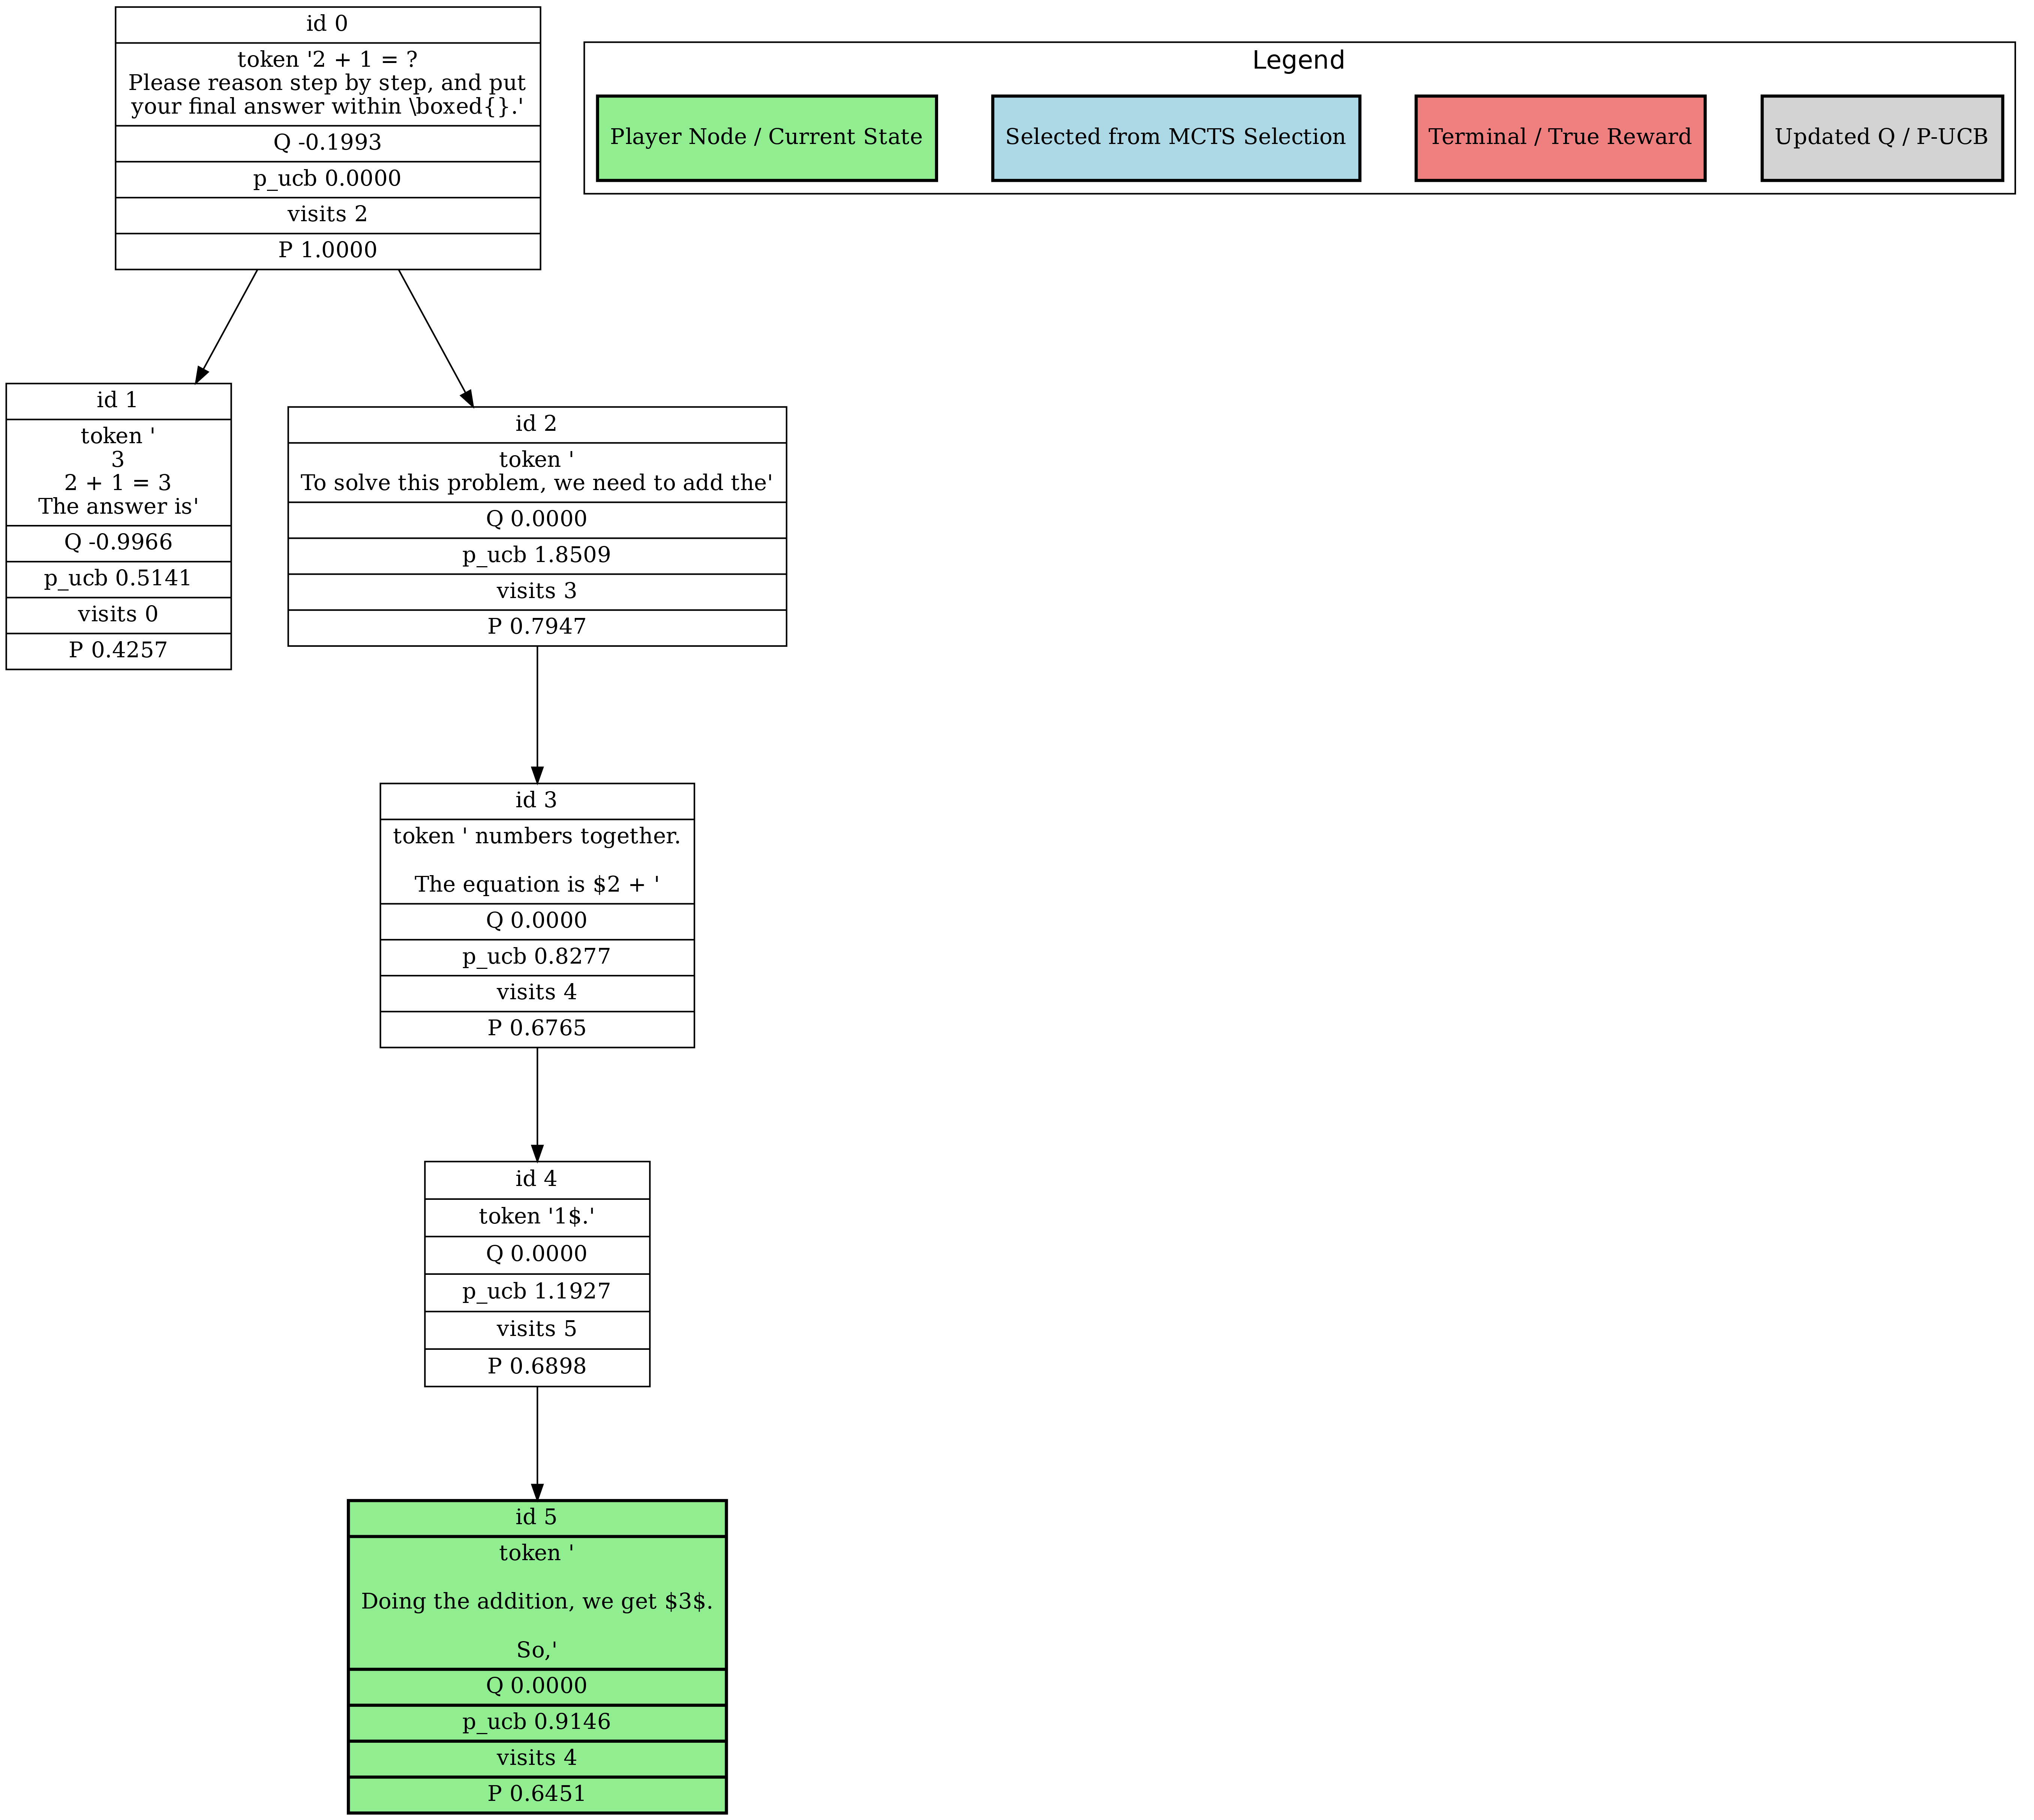 id 0
token '2 + 1 = ?
Please reason step by step, and put
your final answer within \boxed{}.'
Q -0.1993
p_ucb 0.0000
visits 2
P 1.0000
Legend
Player Node / Current State
Selected from MCTS Selection
Terminal / True Reward
Updated Q / P-UCB
id 1
token '
3
2 + 1 = 3
The answer is'
Q -0.9966
p_ucb 0.5141
visits 0
P 0.4257
id 2
token '
To solve this problem, we need to add the'
Q 0.0000
p_ucb 1.8509
visits 3
P 0.7947
id 3
token ' numbers together.
The equation is $2 + '
Q 0.0000
p_ucb 0.8277
visits 4
P 0.6765
id 4
token '1$.'
Q 0.0000
p_ucb 1.1927
visits 5
P 0.6898
id 5
token '
Doing the addition, we get $3$.
So,'
Q 0.0000
p_ucb 0.9146
visits 4
P 0.6451